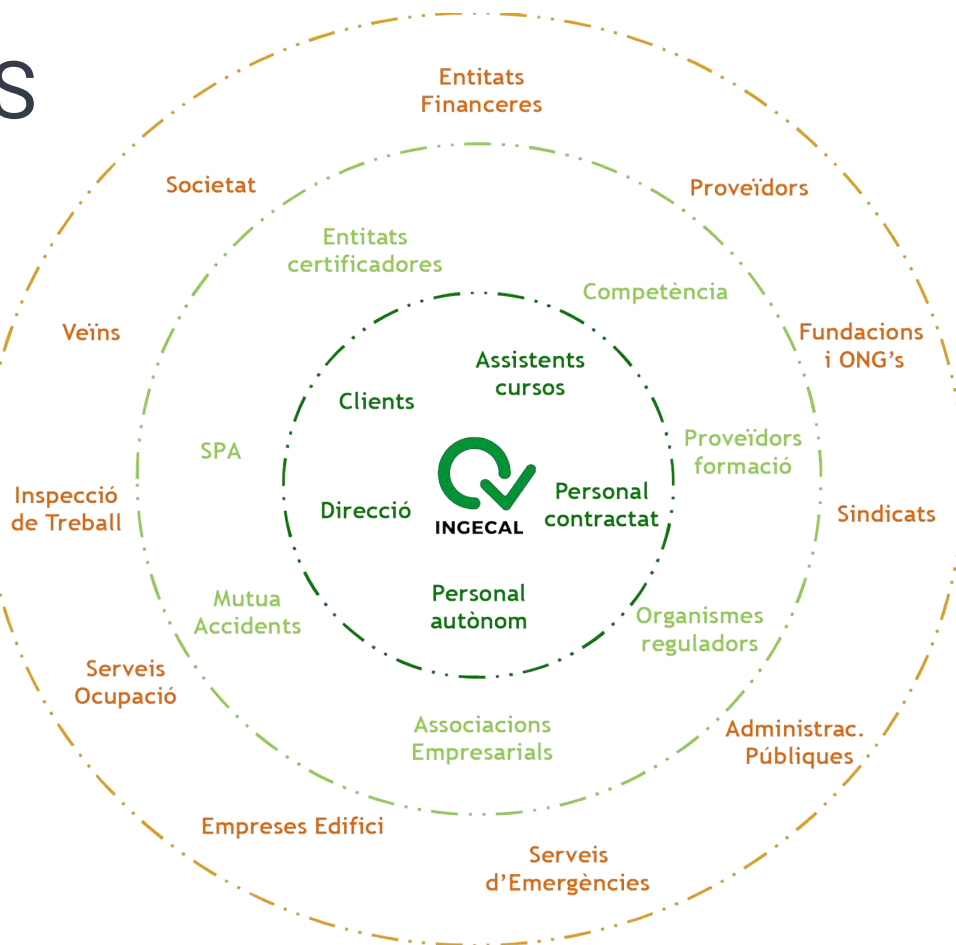 S
Entitats
Financeres
Societat
Proveïdors
Entitats
certificadores
Competència
Veïns
Fundacions
i ONG’s
Assistents
cursos
Clients
SPA
Proveïdors
formació
Inspecció
de Treball
Direcció
INGECAL
Personal
contractat
Sindicats
Personal
autònom
Mutua
Accidents
Organismes
reguladors
Serveis
Ocupació
Associacions
Empresarials
Administrac.
Públiques
Empreses Edifici
Serveis
d’Emergències